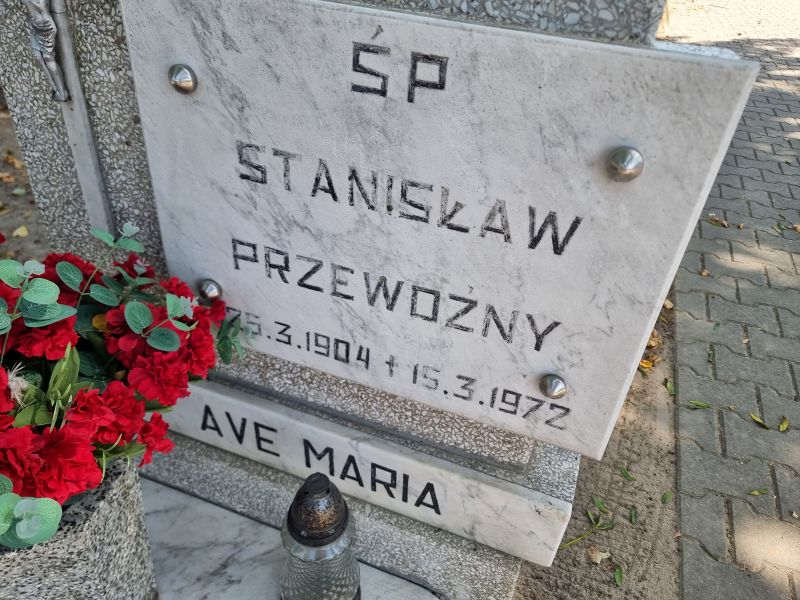 ŚP
STANISŁAW
PRZEWOŹNY
25.3.1904 + 15.3.1972
AVE MARIA